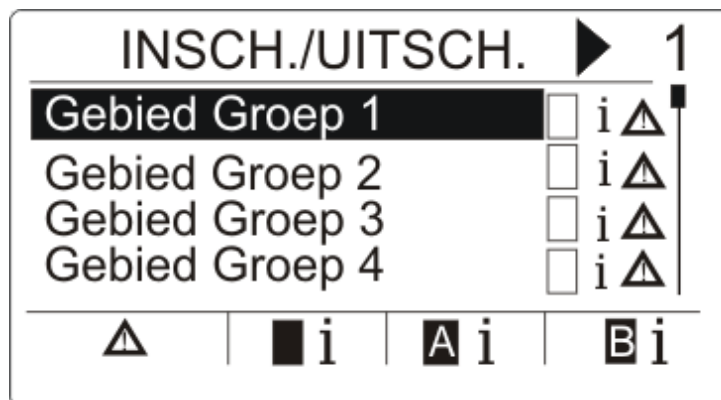 INSCH./UITSCH. ▶ 1
Gebied Groep 1 i ⚠
Gebied Groep 2 i ⚠
Gebied Groep 3 i ⚠
Gebied Groep 4 i ⚠
⚠ ■ i A i B i